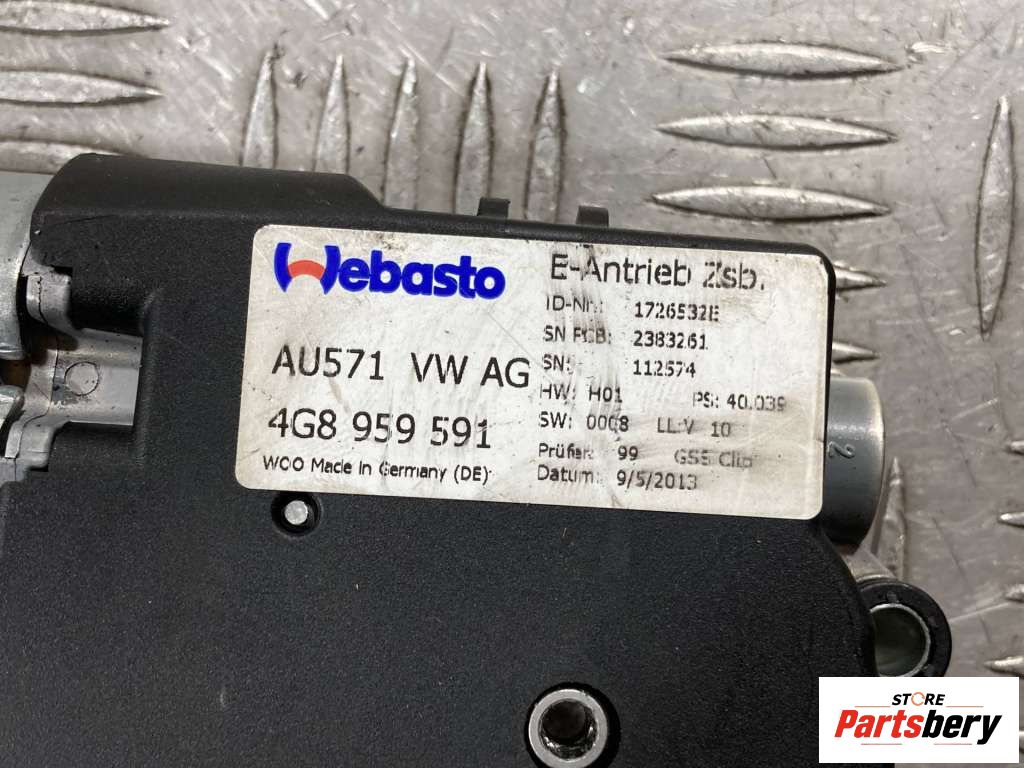 Webasto
AU571 VW AG
4G8 959 591
WOO Made in Germany (DE)
E-Antrieb Zsb.
ID-Nr.: 1726532E
SN PCB: 2383261
SN: 112574
HW: H01 PS: 40.039
SW: 0008 LL:V 10
Prüfer: 99 GSS Clip
Datum: 9/5/2013
2
STORE
Partsbery